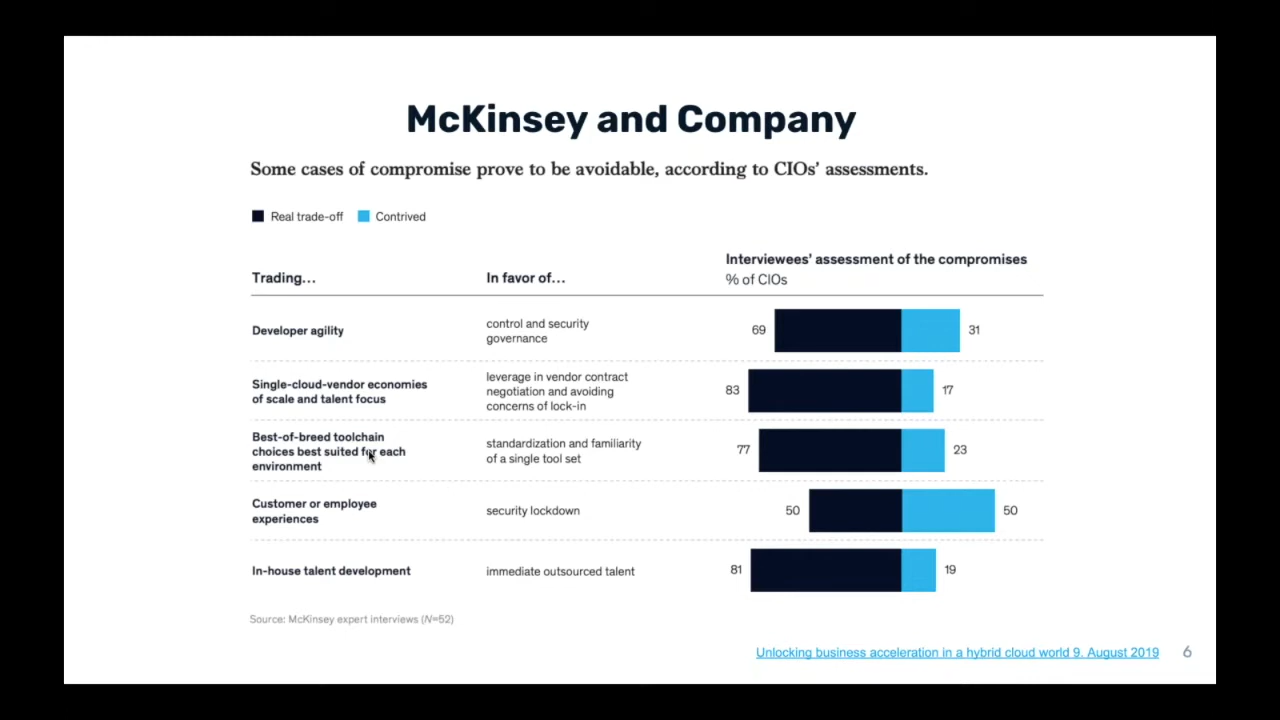 McKinsey and Company
Some cases of compromise prove to be avoidable, according to CIOs’ assessments.
Real trade-off Contrived
Interviewees’ assessment of the compromises
Trading… In favor of… % of CIOs
Developer agility
control and security
governance
69 31
Single-cloud-vendor economies
of scale and talent focus
leverage in vendor contract
negotiation and avoiding
concerns of lock-in
83 17
Best-of-breed toolchain
choices best suited for each
environment
standardization and familiarity
of a single tool set
77 23
Customer or employee
experiences
security lockdown
50 50
In-house talent development
immediate outsourced talent
81 19
Source: McKinsey expert interviews (N=52)
Unlocking business acceleration in a hybrid cloud world 9. August 2019 6